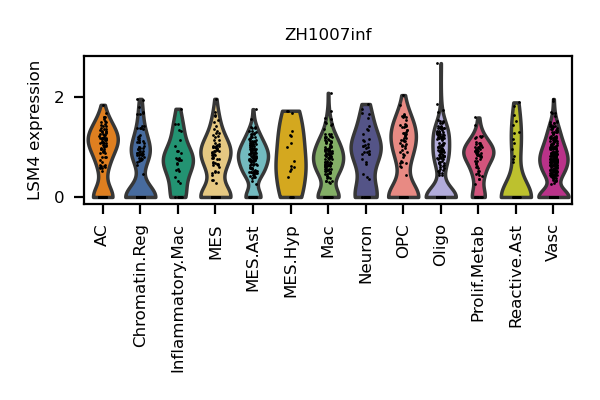 ZH1007inf
LSM4 expression
2
0
AC
Chromatin.Reg
Inflammatory.Mac
MES
MES.Ast
MES.Hyp
Mac
Neuron
OPC
Oligo
Prolif.Metab
Reactive.Ast
Vasc